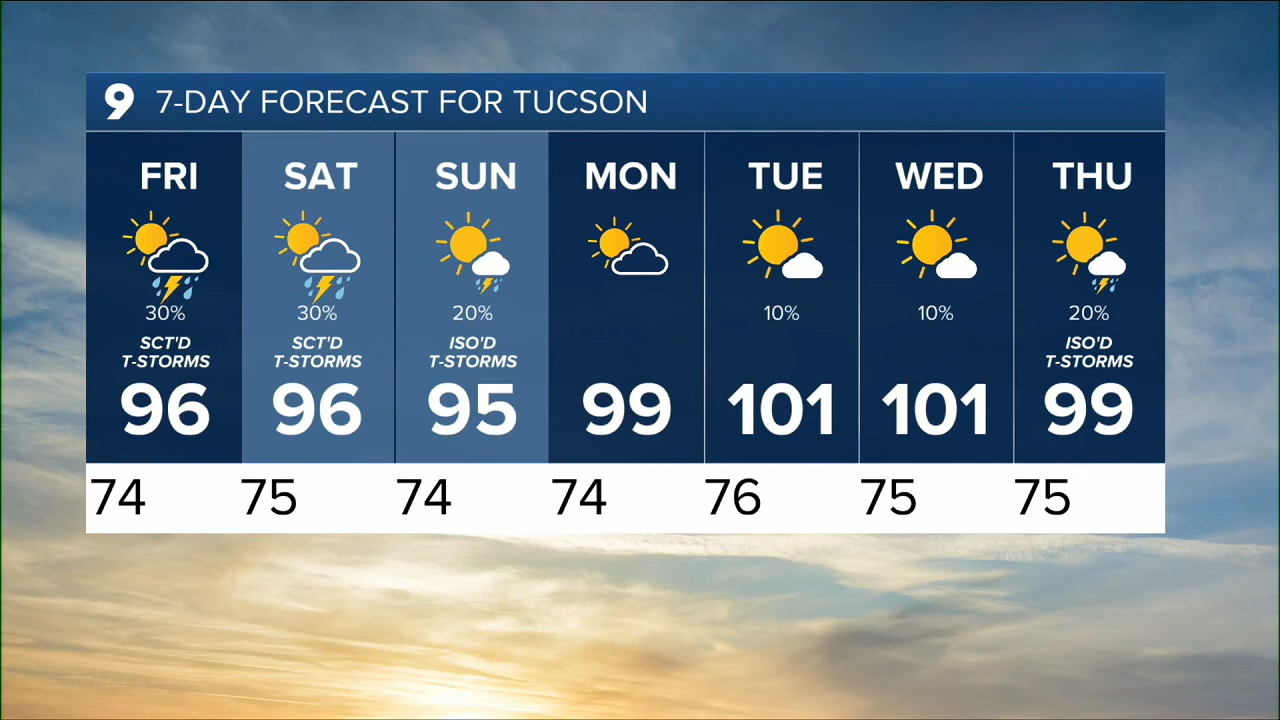 9 7-DAY FORECAST FOR TUCSON
FRI SAT SUN MON TUE WED THU
30% 30% 20% 10% 10% 20%
SCT'D SCT'D ISO'D ISO'D
T-STORMS T-STORMS T-STORMS T-STORMS
96 96 95 99 101 101 99
74 75 74 74 76 75 75